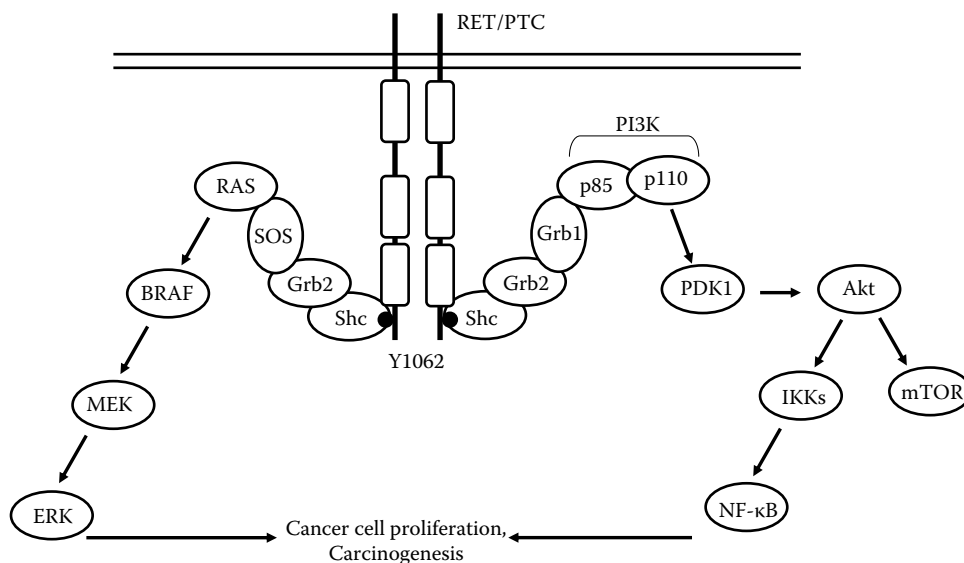 RET/PTC
PI3K
RAS
p85
p110
SOS
Grb1
BRAF
Grb2
Grb2
PDK1
Akt
Shc
Shc
Y1062
MEK
IKKs
mTOR
ERK
NF-κB
Cancer cell proliferation,
Carcinogenesis